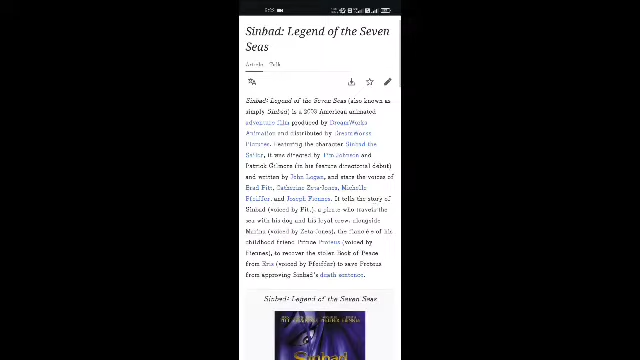 Sinbad: Legend of the Seven
Seas
Article Talk
Sinbad: Legend of the Seven Seas (also known as
simply Sinbad) is a 2003 American animated
adventure film produced by DreamWorks
Animation and distributed by DreamWorks
Pictures. Featuring the character Sinbad the
Sailor, it was directed by Tim Johnson and
Patrick Gilmore (in his feature directorial debut)
and written by John Logan, and stars the voices of
Brad Pitt, Catherine Zeta-Jones, Michelle
Pfeiffer, and Joseph Fiennes. It tells the story of
Sinbad (voiced by Pitt), a pirate who travels the
sea with his dog and his loyal crew, alongside
Marina (voiced by Zeta-Jones), the fiancée of his
childhood friend Prince Proteus (voiced by
Fiennes), to recover the stolen Book of Peace
from Eris (voiced by Pfeiffer) to save Proteus
from approving Sinbad's death sentence.
Sinbad: Legend of the Seven Seas
Sinbad